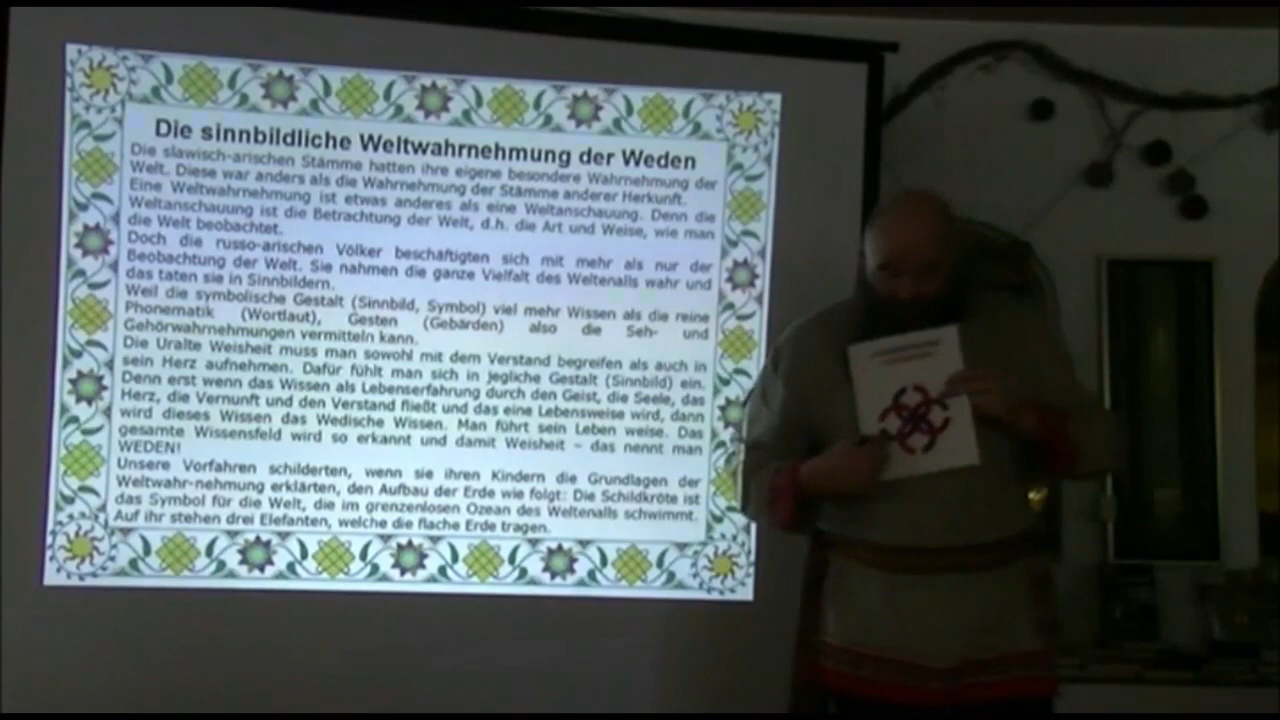 Die sinnbildliche Weltwahrnehmung der Weden
Die slawisch-arischen Stämme hatten ihre eigene besondere Wahrnehmung der
Welt. Diese war anders als die Wahrnehmung der Stämme anderer Herkunft.
Eine Weltwahrnehmung ist etwas anderes als eine Weltanschauung. Denn die
Weltanschauung ist die Betrachtung der Welt, d.h. die Art und Weise, wie man
die Welt beobachtet.
Doch die russo-arischen Völker beschäftigten sich mit mehr als nur der
Beobachtung der Welt. Sie nahmen die ganze Vielfalt des Weltenalls wahr und
das taten sie in Sinnbildern.
Weil die symbolische Gestalt (Sinnbild, Symbol) viel mehr Wissen als die reine
Phonematik (Wortlaut), Gesten (Gebärden) also die Seh- und
Gehörwahrnehmungen vermitteln kann.
Die Uralte Weisheit muss man sowohl mit dem Verstand begreifen als auch in
sein Herz aufnehmen. Dafür fühlt man sich in jegliche Gestalt (Sinnbild) ein.
Denn erst wenn das Wissen als Lebenserfahrung durch den Geist, die Seele, das
Herz, die Vernunft und den Verstand fließt und das eine Lebensweise wird, dann
wird dieses Wissen das Wedische Wissen. Man führt sein Leben weise. Das
gesamte Wissensfeld wird so erkannt und damit Weisheit – das nennt man
WEDEN!
Unsere Vorfahren schilderten, wenn sie ihren Kindern die Grundlagen der
Weltwahr-nehmung erklärten, den Aufbau der Erde wie folgt: Die Schildkröte ist
das Symbol für die Welt, die im grenzenlosen Ozean des Weltenalls schwimmt.
Auf ihr stehen drei Elefanten, welche die flache Erde tragen.